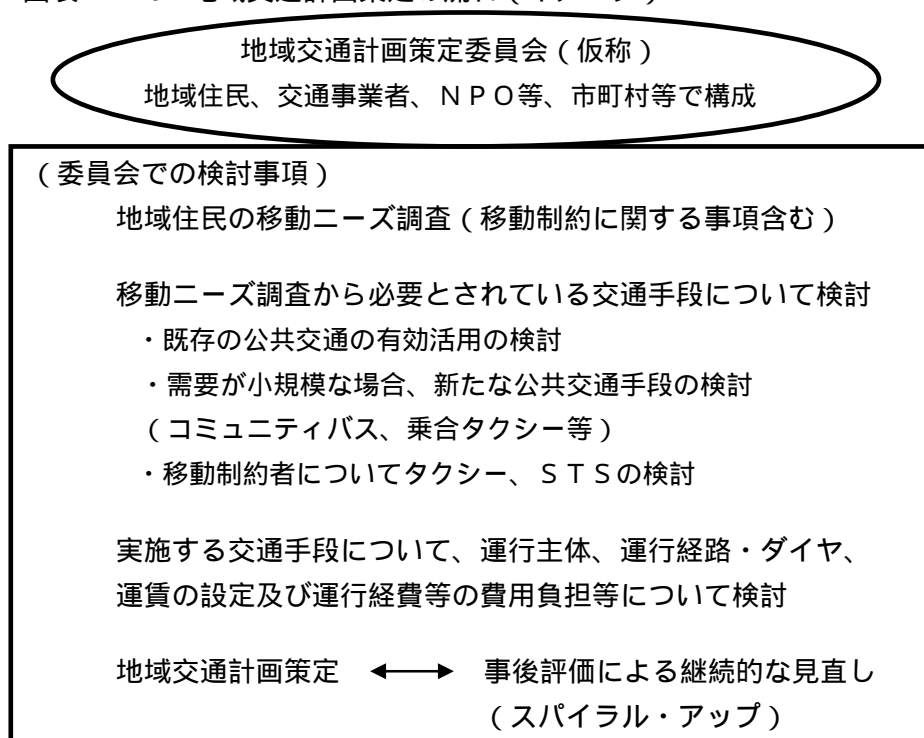 地域交通計画策定委員会（仮称）
地域住民、交通事業者、ＮＰＯ等、市町村等で構成
（委員会での検討事項）
地域住民の移動ニーズ調査（移動制約に関する事項含む）
移動ニーズ調査から必要とされている交通手段について検討
・既存の公共交通の有効活用の検討
・需要が小規模な場合、新たな公共交通手段の検討
（コミュニティバス、乗合タクシー等）
・移動制約者についてタクシー、ＳＴＳの検討
実施する交通手段について、運行主体、運行経路・ダイヤ、
運賃の設定及び運行経費等の費用負担等について検討
地域交通計画策定 ←→ 事後評価による継続的な見直し
（スパイラル・アップ）